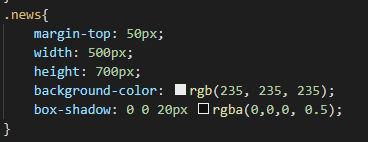 .news{
    margin-top: 50px;
    width: 500px;
    height: 700px;
    background-color: rgb(235, 235, 235);
    box-shadow: 0 0 20px rgba(0,0,0, 0.5);
}